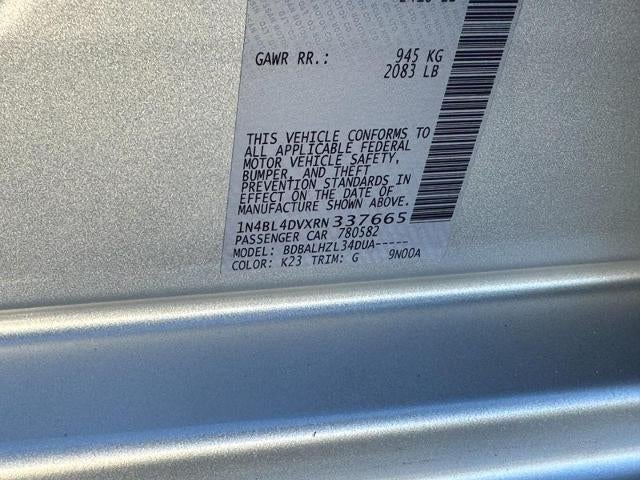 GAWR RR.: 945 KG
2083 LB
THIS VEHICLE CONFORMS TO
ALL APPLICABLE FEDERAL
MOTOR VEHICLE SAFETY,
BUMPER, AND THEFT
PREVENTION STANDARDS IN
EFFECT ON THE DATE OF
MANUFACTURE SHOWN ABOVE.
1N4BL4DVXRN337665
PASSENGER CAR 780582
MODEL: BDBALHZL34DUA-----
COLOR: K23 TRIM: G 9N00A